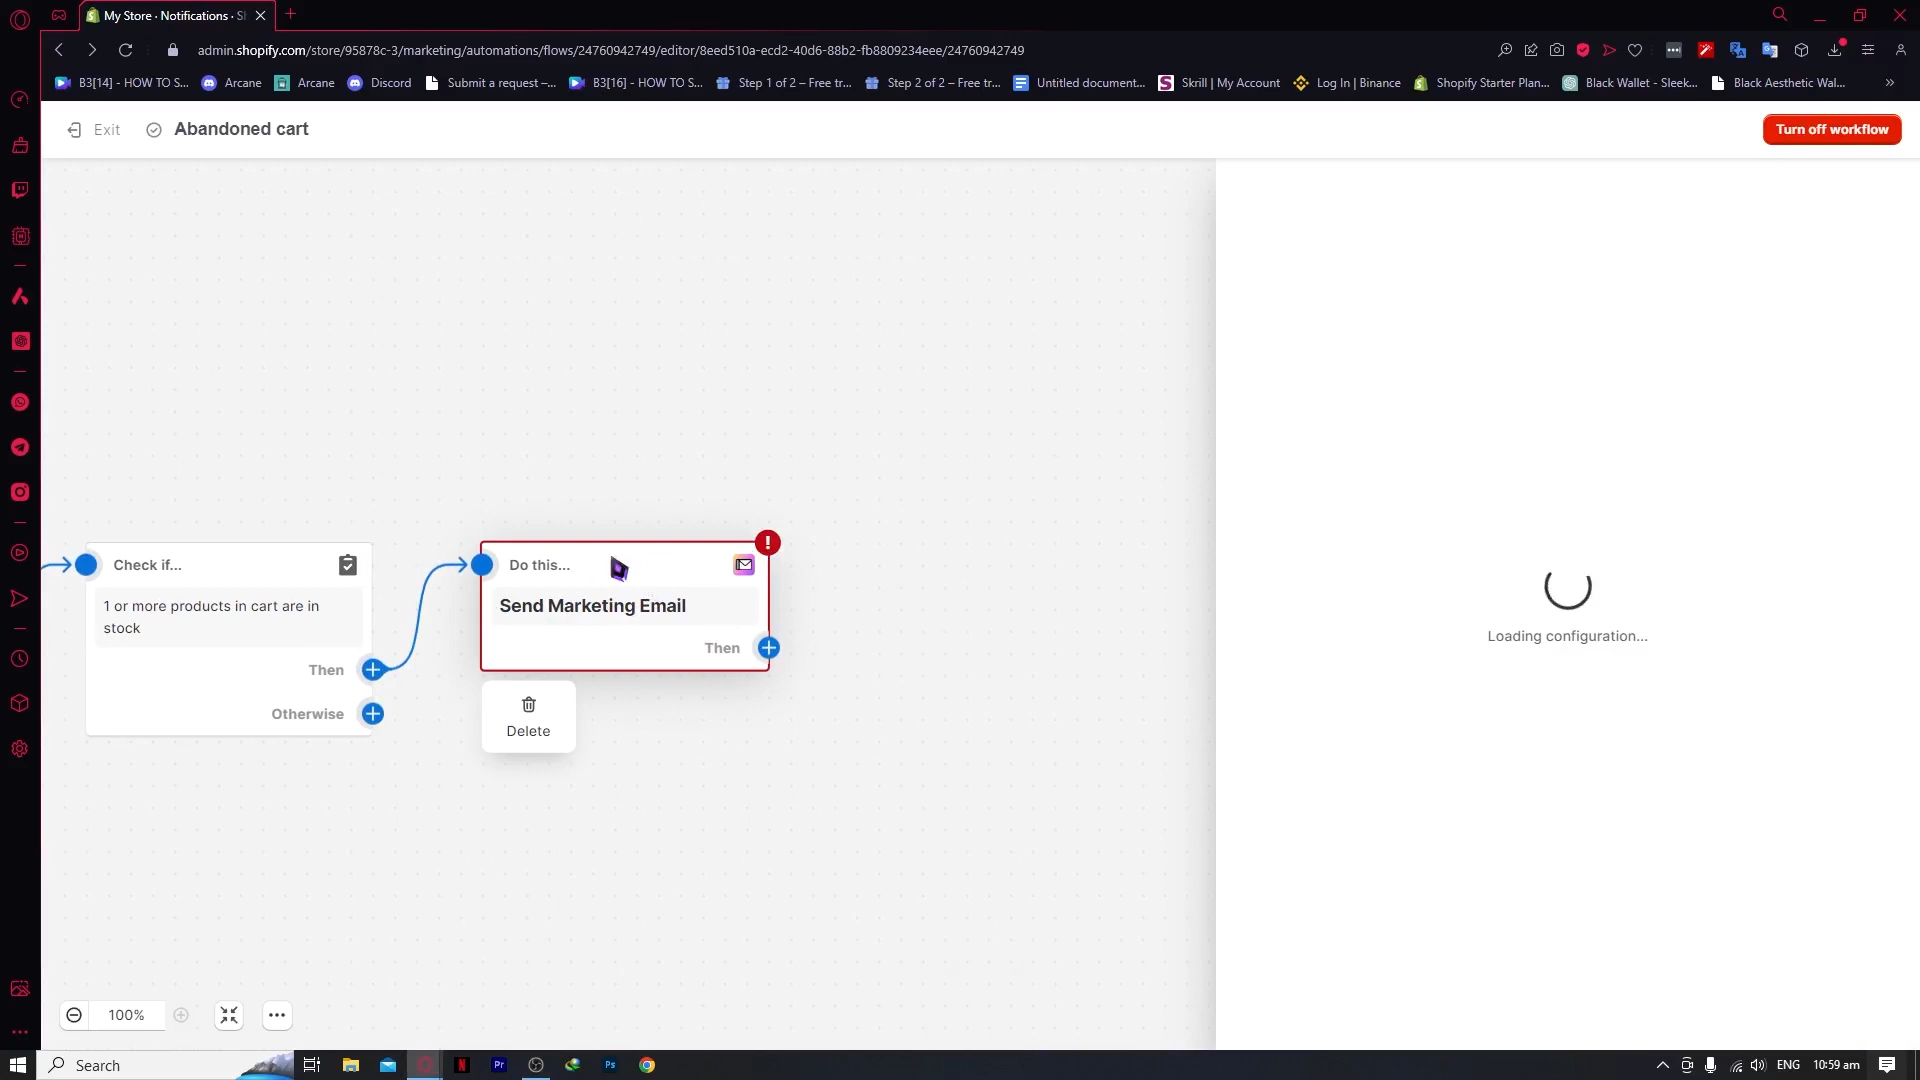 My Store · Notifications · S
admin.shopify.com/store/95878c-3/marketing/automations/flows/24760942749/editor/8eed510a-ecd2-40d6-88b2-fb8809234eee/24760942749
B3[14] - HOW TO S... Arcane Arcane Discord Submit a request –... B3[16] - HOW TO S... Step 1 of 2 – Free tr... Step 2 of 2 – Free tr... Untitled document... Skrill | My Account Log In | Binance Shopify Starter Plan,... Black Wallet - Sleek... Black Aesthetic Wal...
Exit Abandoned cart Turn off workflow
Check if...
1 or more products in cart are in
stock
Then
Otherwise
Do this...
Send Marketing Email
Then
Delete
Loading configuration...
100%
Search Pr Ps ENG 10:59 am